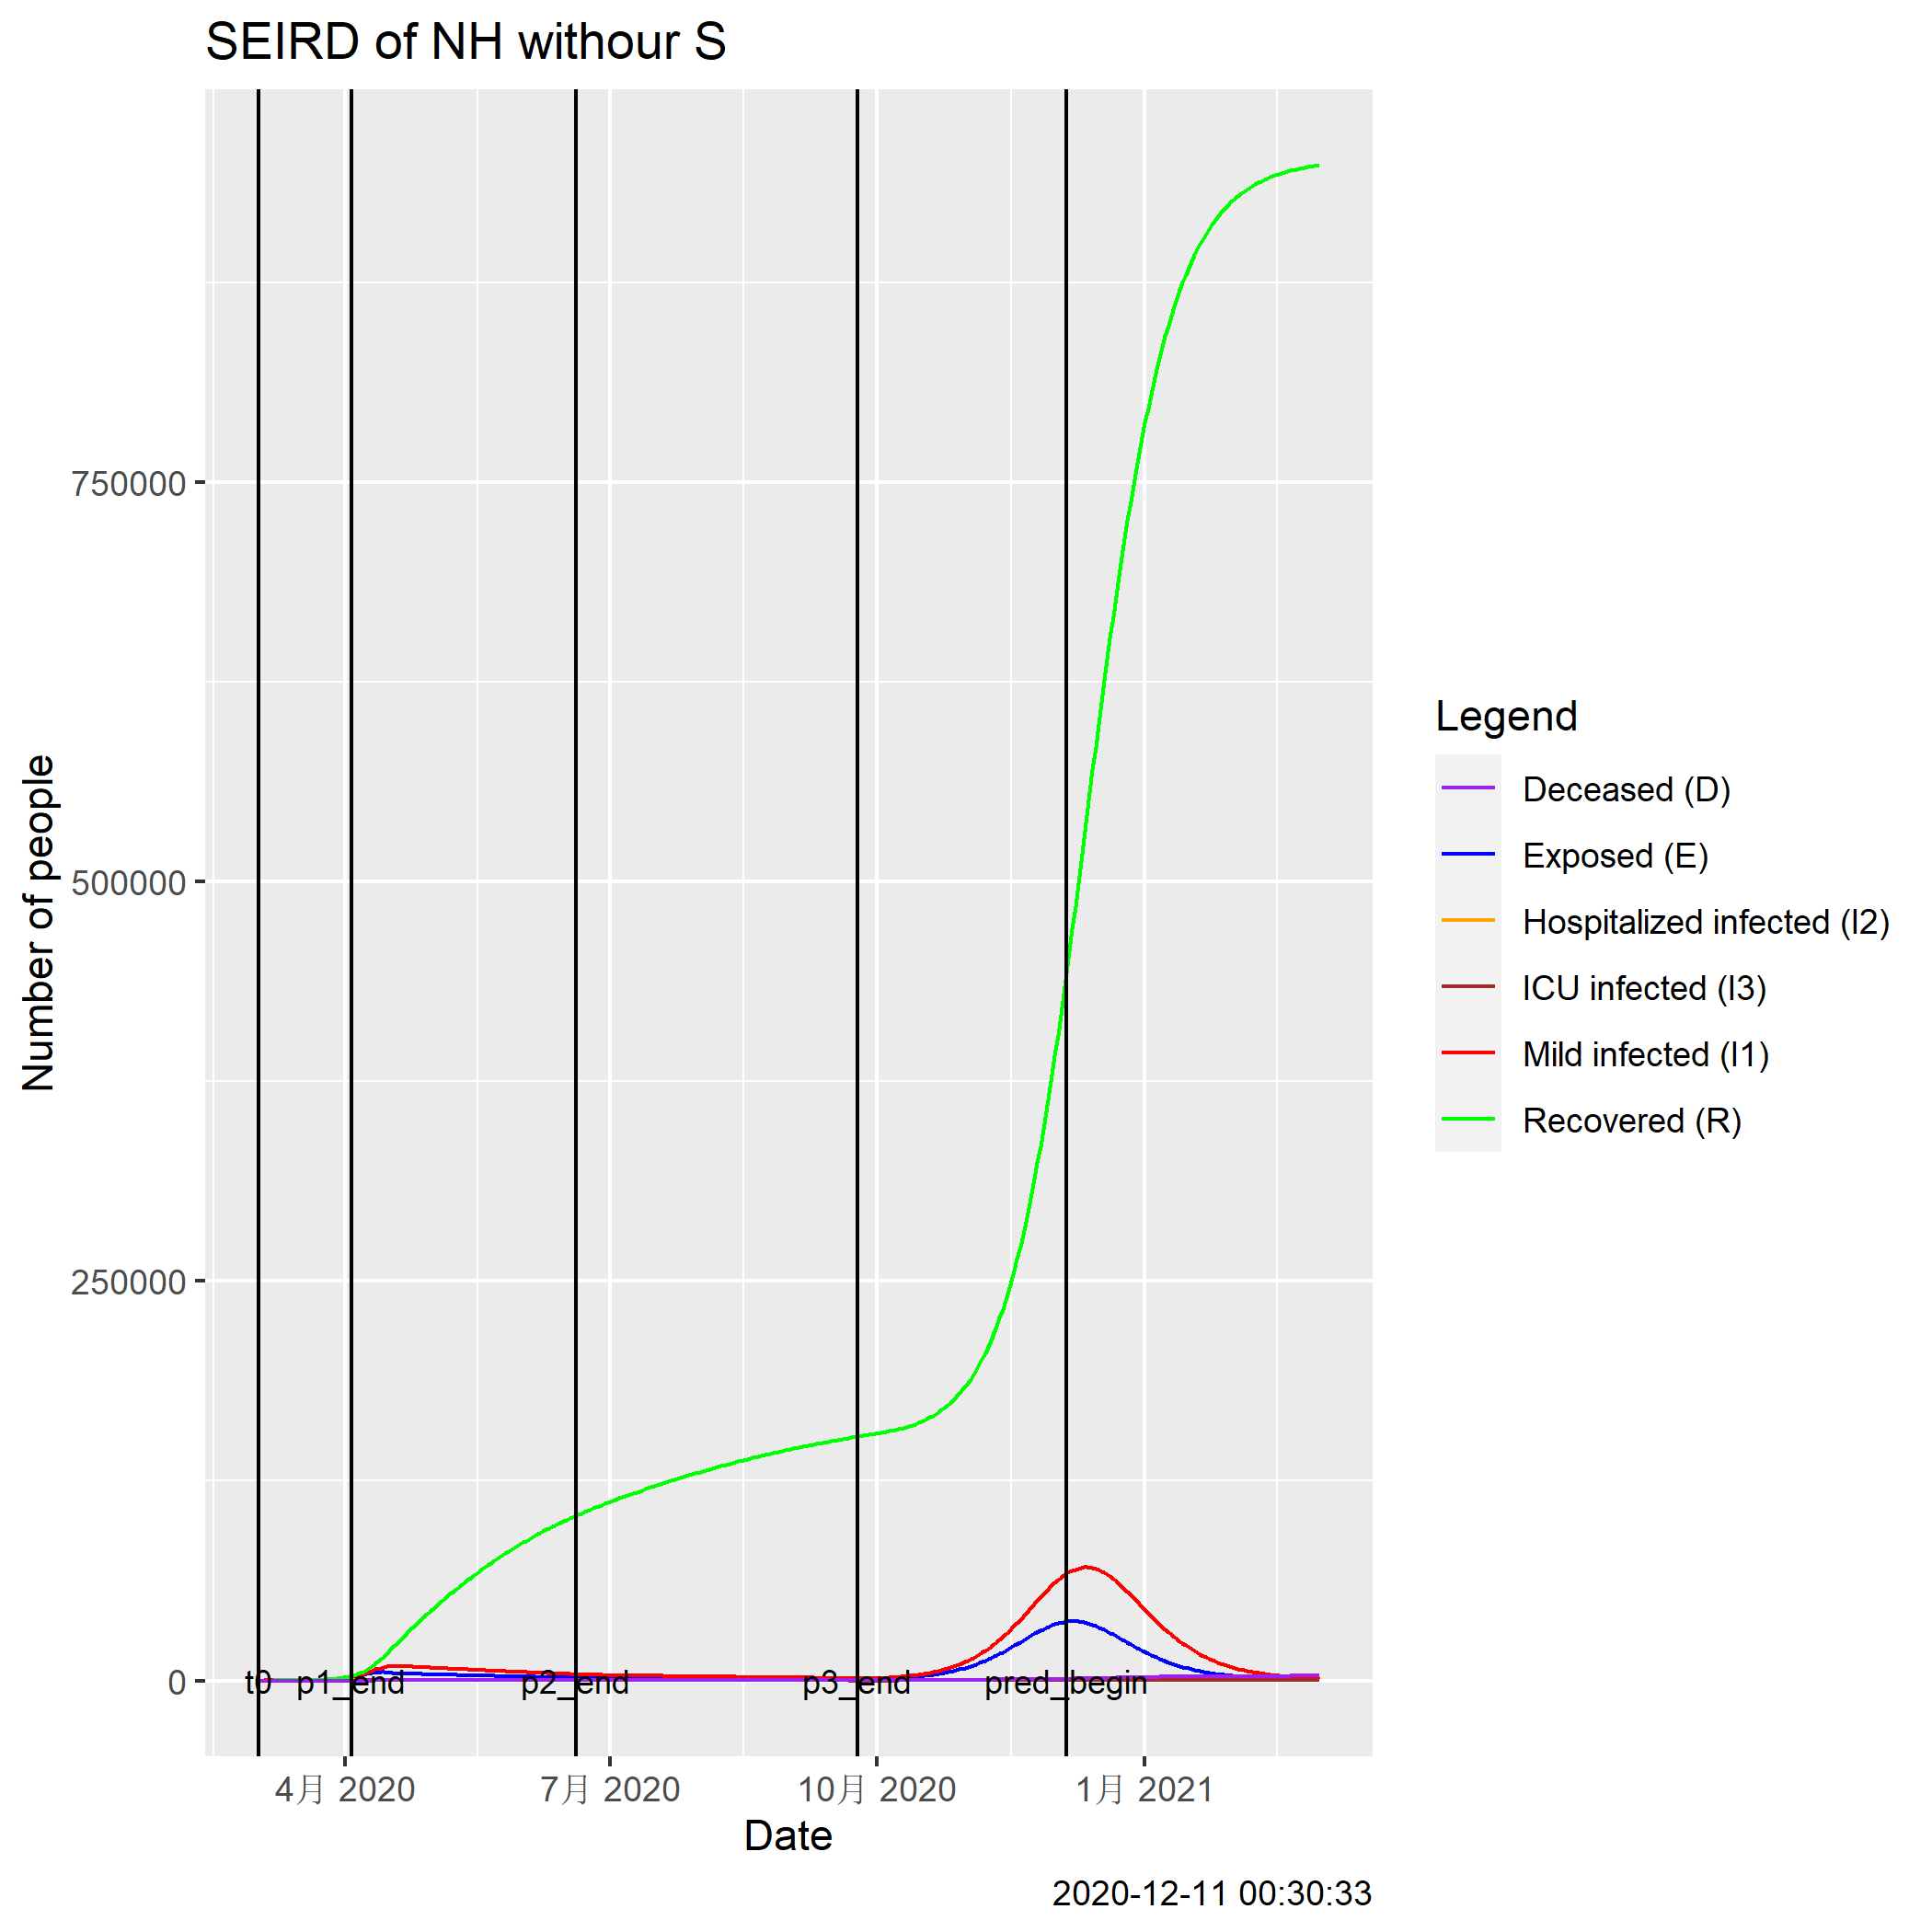 SEIRD of NH withour S
Number of people
750000
500000
250000
0
t0
p1_end
p2_end
p3_end
pred_begin
4月 2020
7月 2020
10月 2020
1月 2021
Date
2020-12-11 00:30:33
Legend
Deceased (D)
Exposed (E)
Hospitalized infected (I2)
ICU infected (I3)
Mild infected (I1)
Recovered (R)